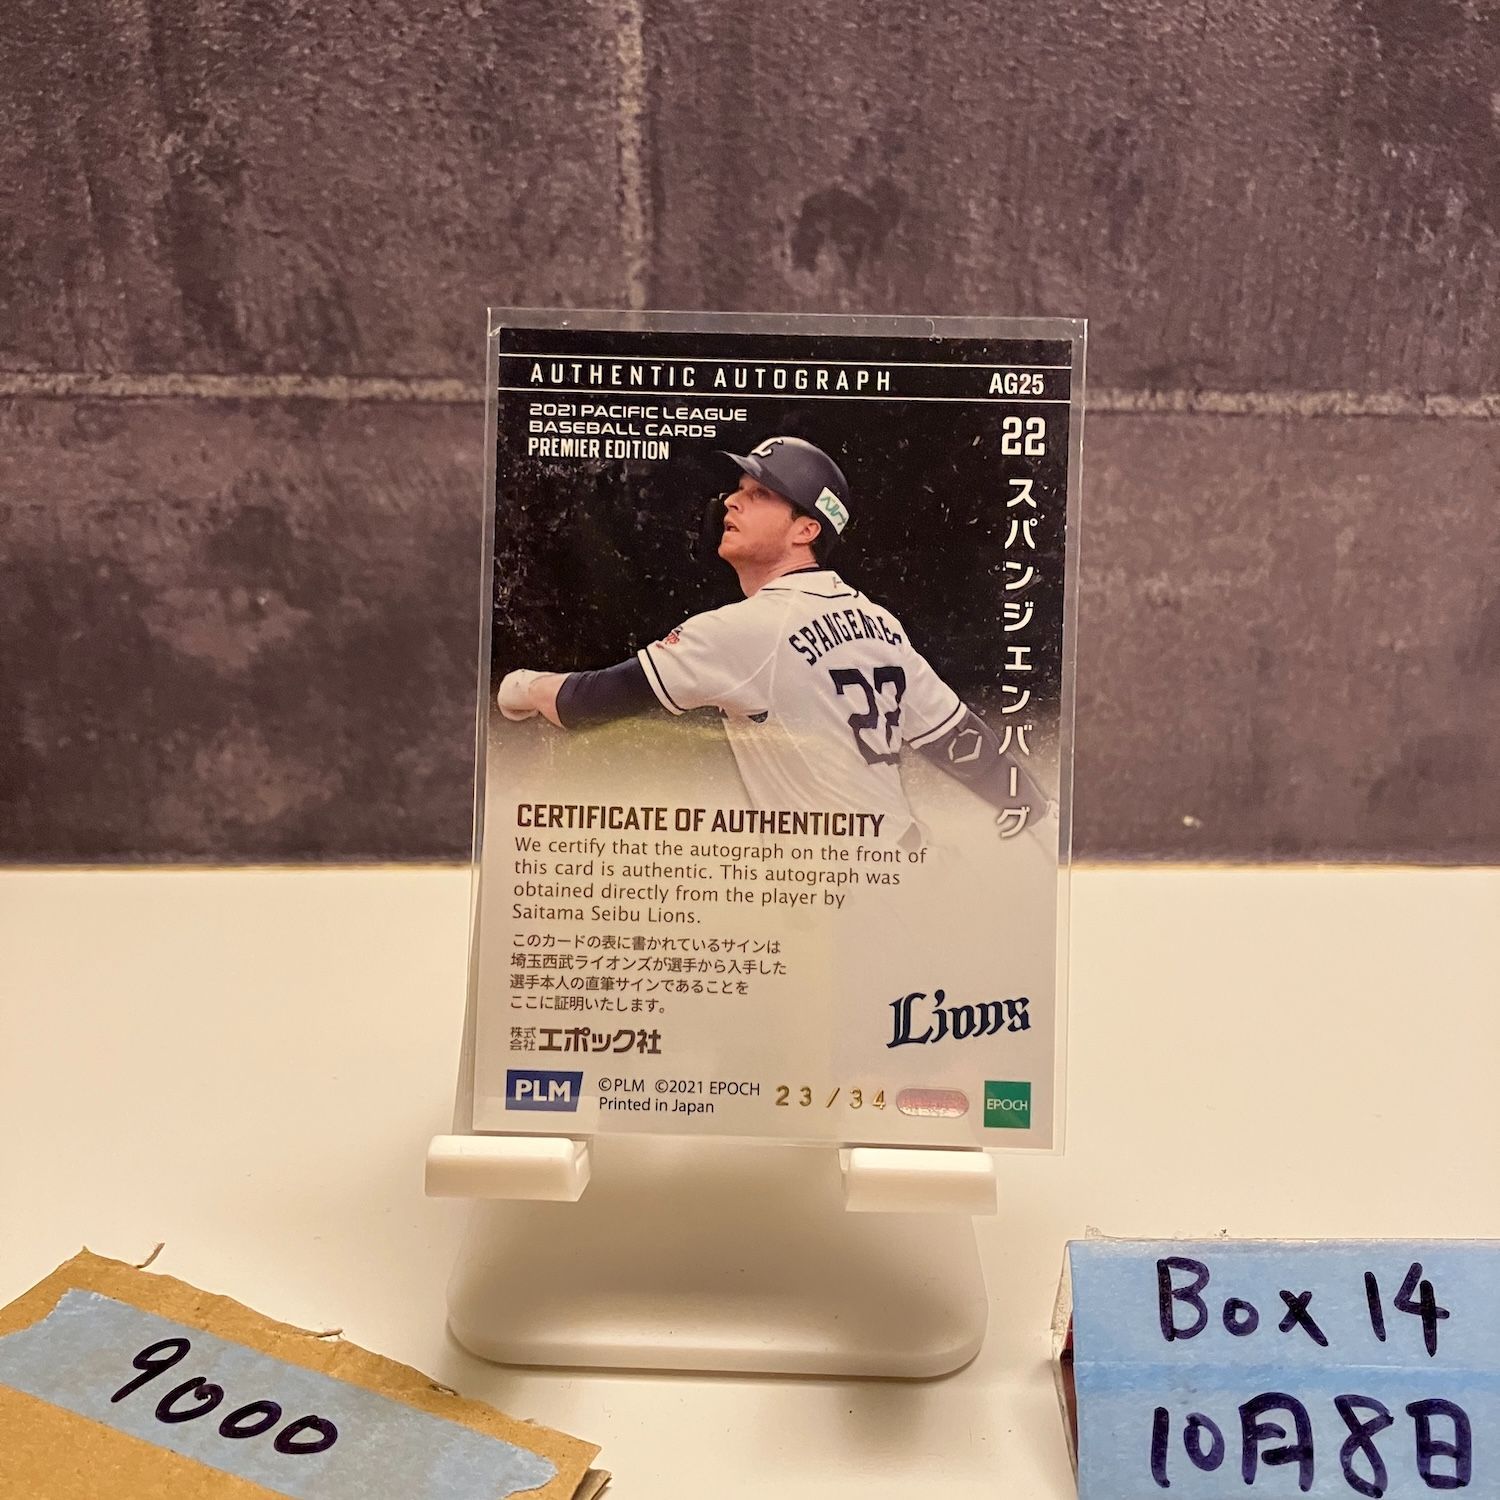 AUTHENTIC AUTOGRAPH AG25
2021 PACIFIC LEAGUE
BASEBALL CARDS
PREMIER EDITION
22
スパンジェンバーグ
C
ベルーナ
SPANGENBE
22
CERTIFICATE OF AUTHENTICITY
We certify that the autograph on the front of
this card is authentic. This autograph was
obtained directly from the player by
Saitama Seibu Lions.
このカードの表に書かれているサインは
埼玉西武ライオンズが選手から入手した
選手本人の直筆サインであることを
ここに証明いたします。
株式会社エポック社
Lions
PLM
©PLM ©2021 EPOCH
Printed in Japan
23/34
EPOCH
9000
Box 14
10月8日